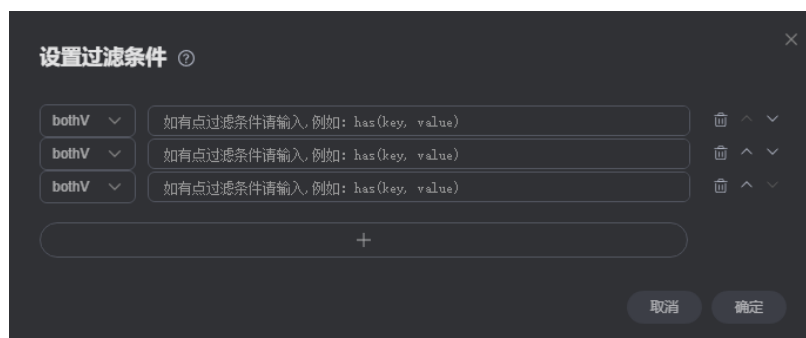 设置过滤条件
bothV 如有点过滤条件请输入,例如: has(key, value)
bothV 如有点过滤条件请输入,例如: has(key, value)
bothV 如有点过滤条件请输入,例如: has(key, value)
取消 确定